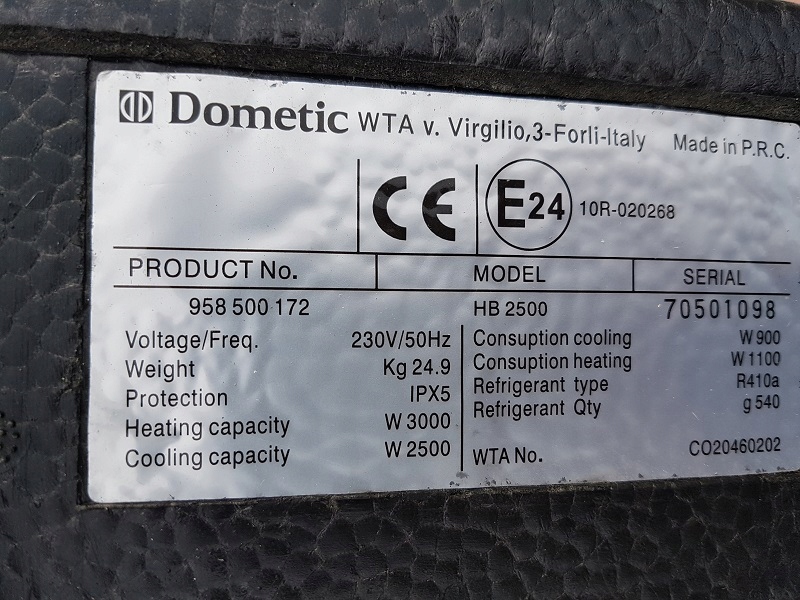 Dometic WTA v. Virgilio,3-Forli-Italy Made in P.R.C.
CE E24 10R-020268
PRODUCT No. MODEL SERIAL
958 500 172 HB 2500 70501098
Voltage/Freq. 230V/50Hz
Weight Kg 24.9
Protection IPX5
Heating capacity W 3000
Cooling capacity W 2500
Consuption cooling W 900
Consuption heating W 1100
Refrigerant type R410a
Refrigerant Qty g 540
WTA No. CO20460202